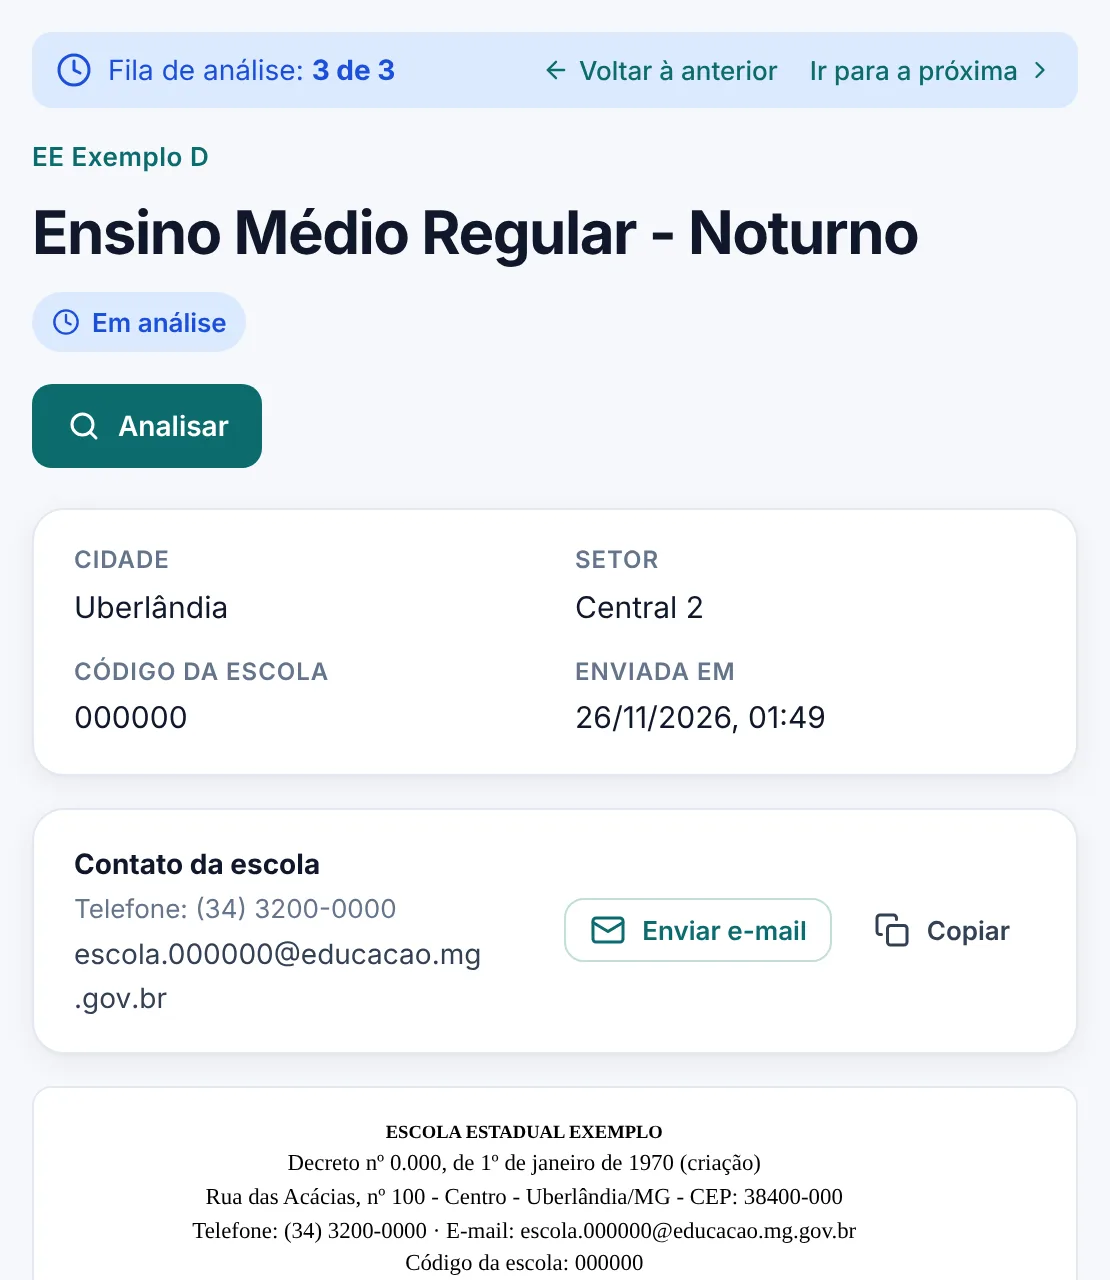 Fila de análise: 3 de 3
← Voltar à anterior
Ir para a próxima >
EE Exemplo D
Ensino Médio Regular - Noturno
Em análise
Analisar
CIDADE
Uberlândia
SETOR
Central 2
CÓDIGO DA ESCOLA
000000
ENVIADA EM
26/11/2026, 01:49
Contato da escola
Telefone: (34) 3200-0000
escola.000000@educacao.mg
.gov.br
Enviar e-mail
Copiar
ESCOLA ESTADUAL EXEMPLO
Decreto nº 0.000, de 1º de janeiro de 1970 (criação)
Rua das Acácias, nº 100 - Centro - Uberlândia/MG - CEP: 38400-000
Telefone: (34) 3200-0000 · E-mail: escola.000000@educacao.mg.gov.br
Código da escola: 000000